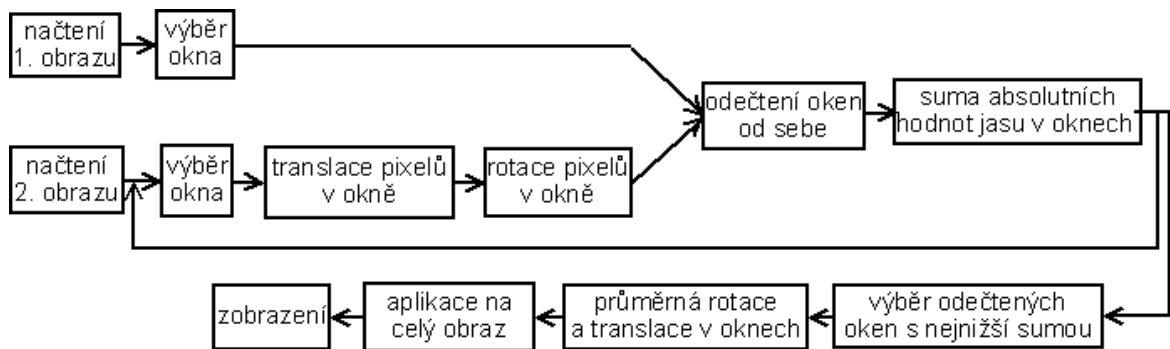 načtení
1. obrazu
výběr
okna
odečtení oken
od sebe
suma absolutních
hodnot jasu v oknech
načtení
2. obrazu
výběr
okna
translace pixelů
v okně
rotace pixelů
v okně
zobrazení
aplikace na
celý obraz
průměrná rotace
a translace v oknech
výběr odečtených
oken s nejnižší sumou